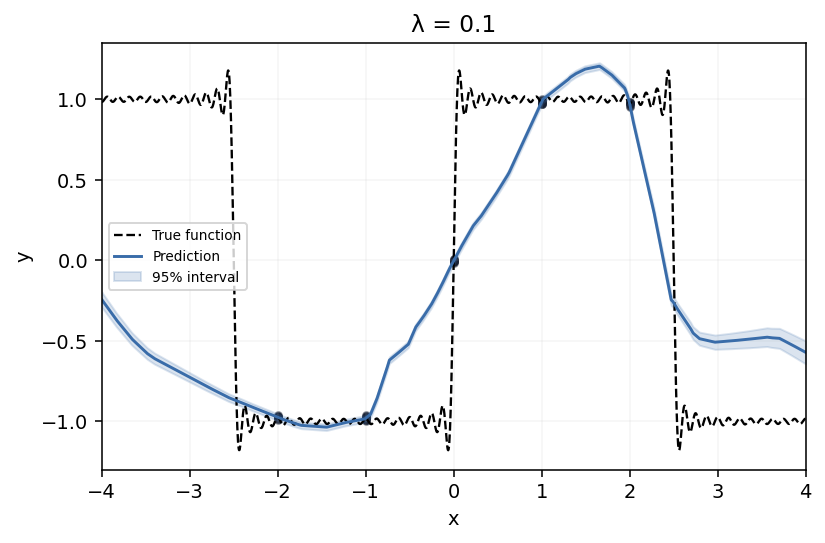 λ = 0.1
y
1.0
0.5
0.0
−0.5
−1.0
True function
Prediction
95% interval
−4
−3
−2
−1
0
1
2
3
4
x